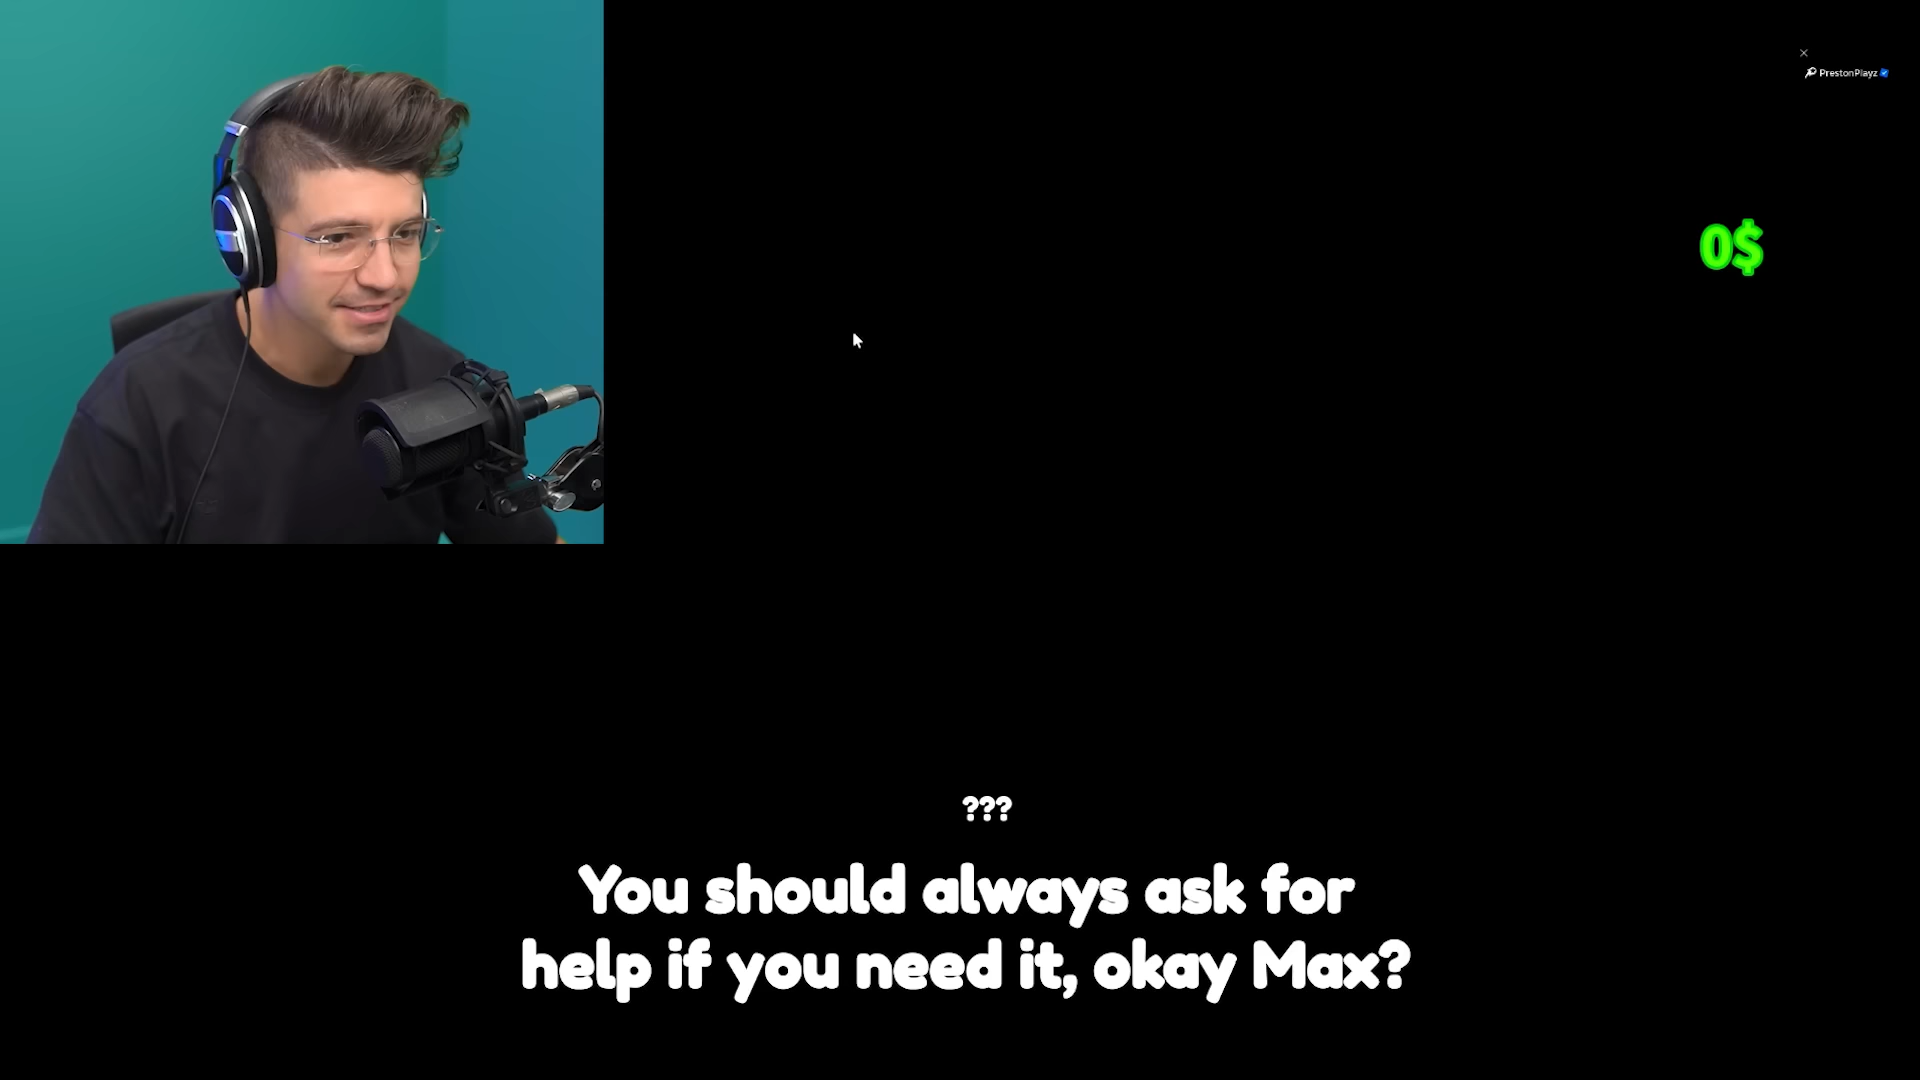 PrestonPlayz
0$
???
You should always ask for
help if you need it, okay Max?